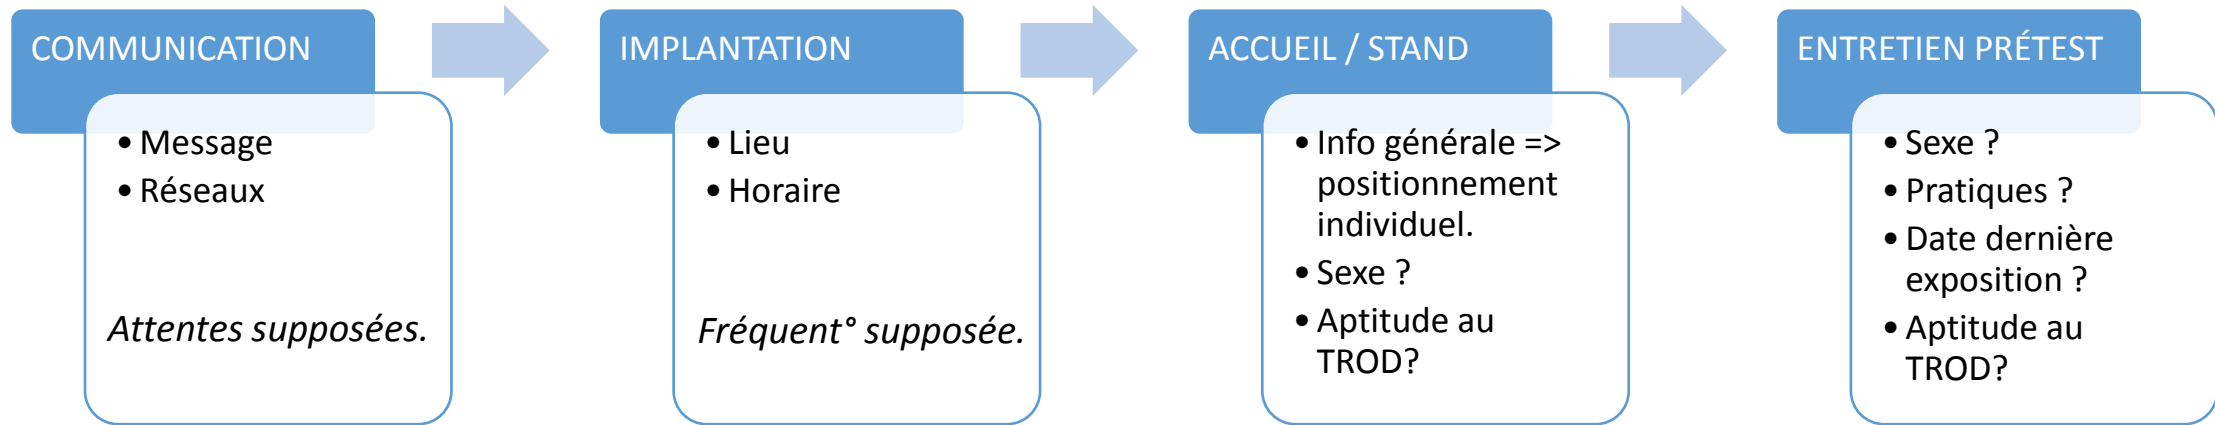 COMMUNICATION
• Message
• Réseaux
Attentes supposées.
IMPLANTATION
• Lieu
• Horaire
Fréquent° supposée.
ACCUEIL / STAND
• Info générale =>
positionnement
individuel.
• Sexe ?
• Aptitude au
TROD?
ENTRETIEN PRÉTEST
• Sexe ?
• Pratiques ?
• Date dernière
exposition ?
• Aptitude au
TROD?